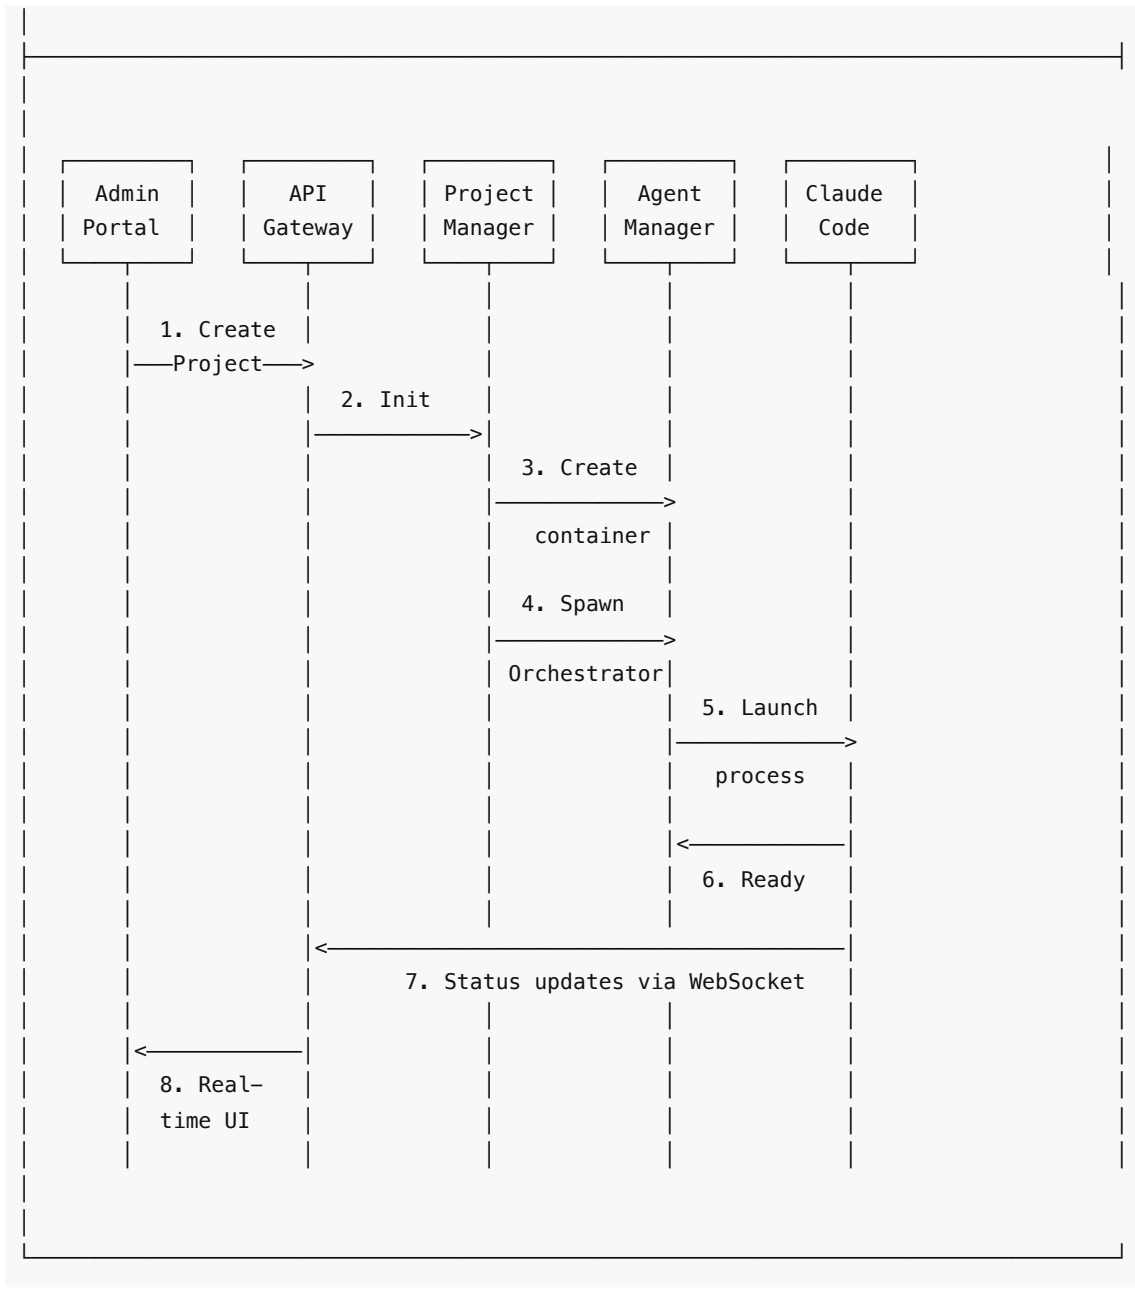 Admin API Project Agent Claude
Portal Gateway Manager Manager Code
1. Create
Project
2. Init
3. Create
container
4. Spawn
Orchestrator
5. Launch
process
6. Ready
7. Status updates via WebSocket
8. Real-
time UI